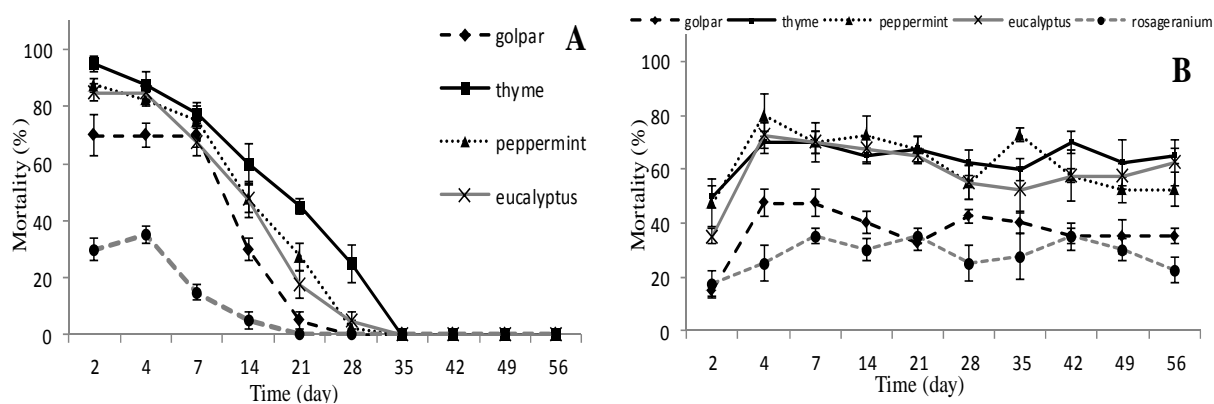 A
golpar
thyme
peppermint
eucalyptus
Mortality (%)
100
80
60
40
20
0
2 4 7 14 21 28 35 42 49 56
Time (day)
golpar thyme peppermint eucalyptus rosageranium
B
Mortality (%)
100
80
60
40
20
0
2 4 7 14 21 28 35 42 49 56
Time (day)